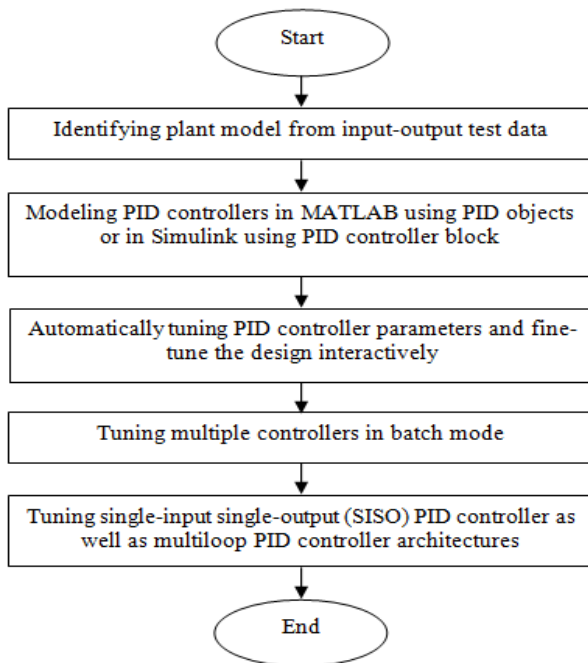 Start
Identifying plant model from input-output test data
Modeling PID controllers in MATLAB using PID objects
or in Simulink using PID controller block
Automatically tuning PID controller parameters and fine-
tune the design interactively
Tuning multiple controllers in batch mode
Tuning single-input single-output (SISO) PID controller as
well as multiloop PID controller architectures
End